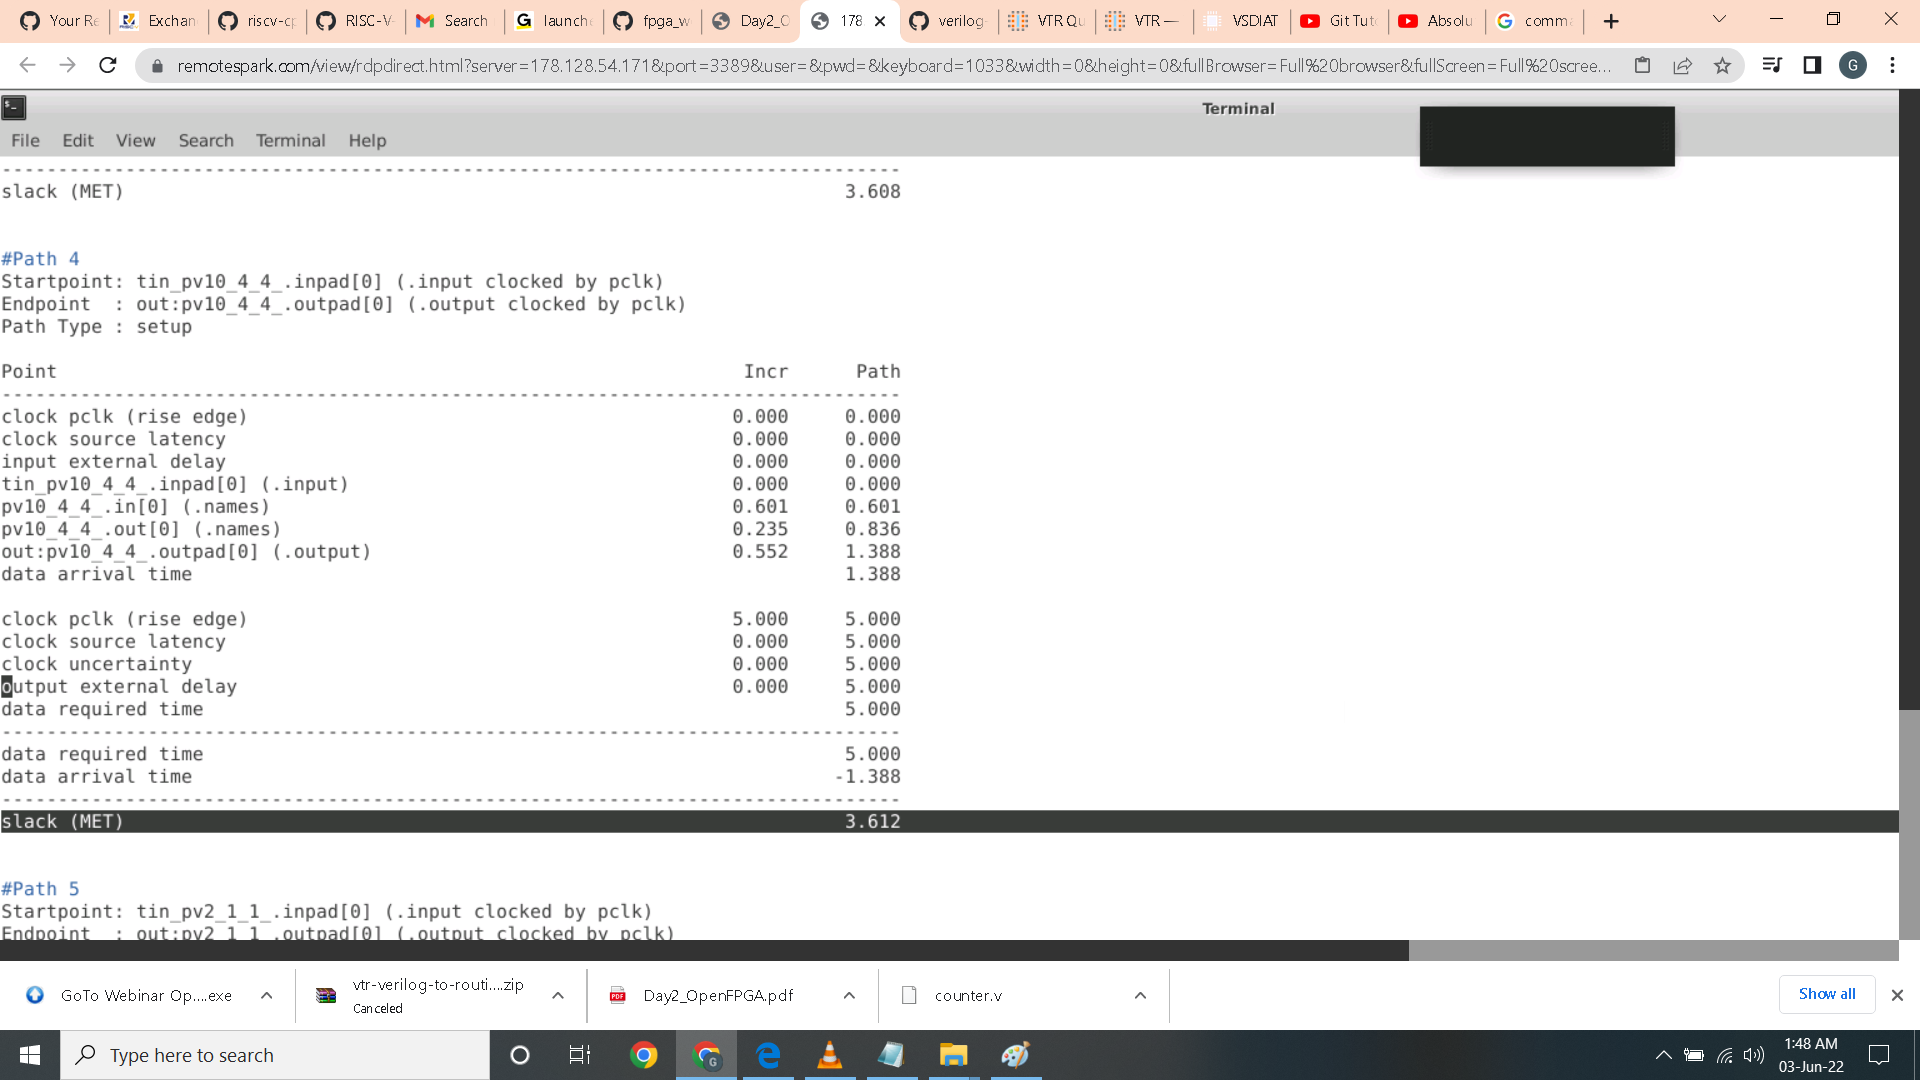 Your Re
Exchan
riscv-cp
RISC-V-
Search
launche
fpga_w
Day2_O
178
verilog-
VTR Qu
VTR —
VSDIAT
Git Tuto
Absolu
comma
remotespark.com/view/rdpdirect.html?server=178.128.54.171&port=3389&user=&pwd=&keyboard=1033&width=0&height=0&fullBrowser=Full%20browser&fullScreen=Full%20scree...
G
Terminal
File Edit View Search Terminal Help
--------------------------------------------------------------------------------
slack (MET) 3.608
#Path 4
Startpoint: tin_pv10_4_4_.inpad[0] (.input clocked by pclk)
Endpoint  : out:pv10_4_4_.outpad[0] (.output clocked by pclk)
Path Type : setup
Point Incr Path
--------------------------------------------------------------------------------
clock pclk (rise edge) 0.000 0.000
clock source latency 0.000 0.000
input external delay 0.000 0.000
tin_pv10_4_4_.inpad[0] (.input) 0.000 0.000
pv10_4_4_.in[0] (.names) 0.601 0.601
pv10_4_4_.out[0] (.names) 0.235 0.836
out:pv10_4_4_.outpad[0] (.output) 0.552 1.388
data arrival time 1.388
clock pclk (rise edge) 5.000 5.000
clock source latency 0.000 5.000
clock uncertainty 0.000 5.000
output external delay 0.000 5.000
data required time 5.000
--------------------------------------------------------------------------------
data required time 5.000
data arrival time -1.388
--------------------------------------------------------------------------------
slack (MET) 3.612
#Path 5
Startpoint: tin_pv2_1_1_.inpad[0] (.input clocked by pclk)
Endpoint  : out:pv2_1_1_.outpad[0] (.output clocked by pclk)
GoTo Webinar Op....exe
vtr-verilog-to-routi....zip
Canceled
Day2_OpenFPGA.pdf
counter.v
Show all
Type here to search
1:48 AM
03-Jun-22